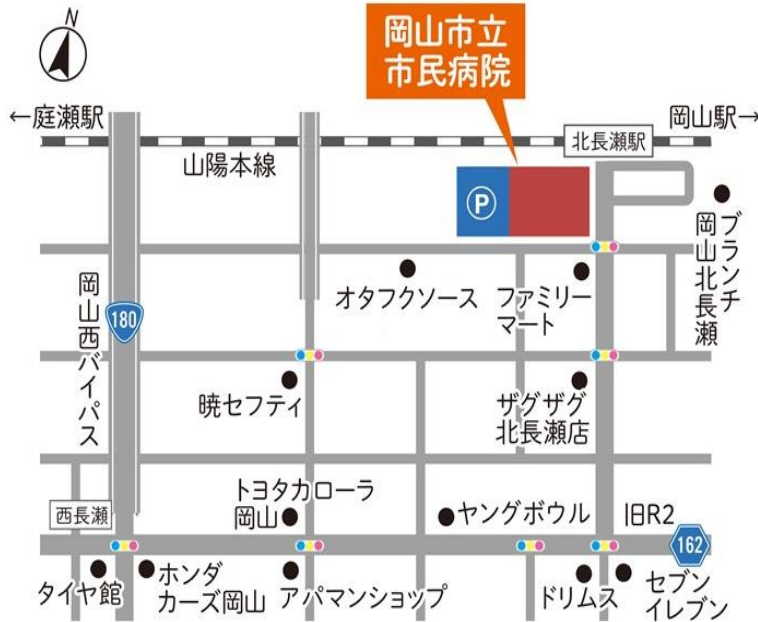 N
岡山市立
市民病院
←庭瀬駅
岡山駅→
北長瀬駅
山陽本線
P
ブランチ
岡山北長瀬
オタフクソース
ファミリー
マート
岡山西バイパス
180
暁セフティ
ザグザグ
北長瀬店
トヨタカローラ
岡山
西長瀬
ヤングボウル
旧R2
162
タイヤ館
ホンダ
カーズ岡山
アパマンショップ
ドリムス
セブン
イレブン